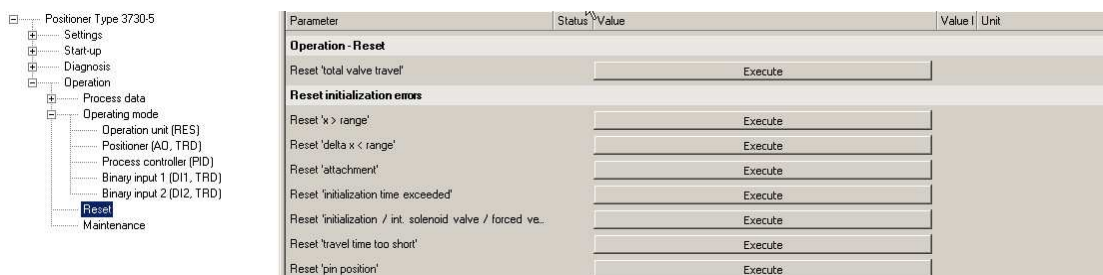 Positioner Type 3730-5
Settings
Start-up
Diagnosis
Operation
Process data
Operating mode
Operation unit (RES)
Positioner (AO, TRD)
Process controller (PID)
Binary input 1 (DI1, TRD)
Binary input 2 (DI2, TRD)
Reset
Maintenance
Parameter Status Value Value I Unit
Operation - Reset
Reset 'total valve travel' Execute
Reset initialization errors
Reset 'x > range' Execute
Reset 'delta x < range' Execute
Reset 'attachment' Execute
Reset 'initialization time exceeded' Execute
Reset 'initialization / int. solenoid valve / forced ve... Execute
Reset 'travel time too short' Execute
Reset 'pin position' Execute